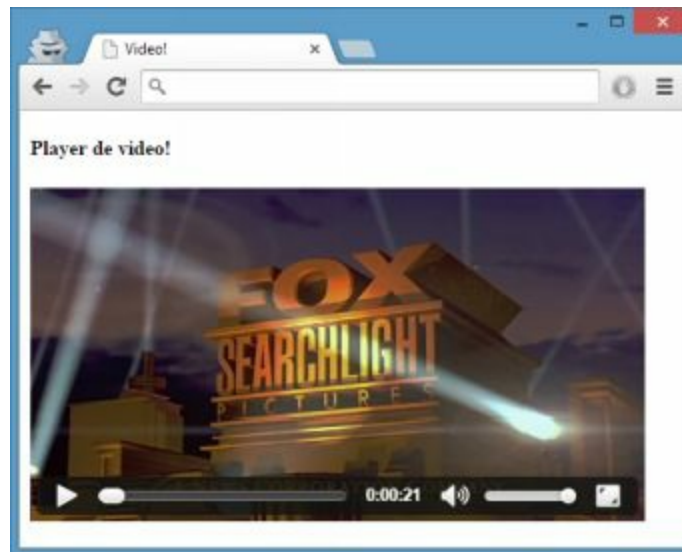 Video!
Player de video!
FOX
SEARCHLIGHT
PICTURES
0:00:21